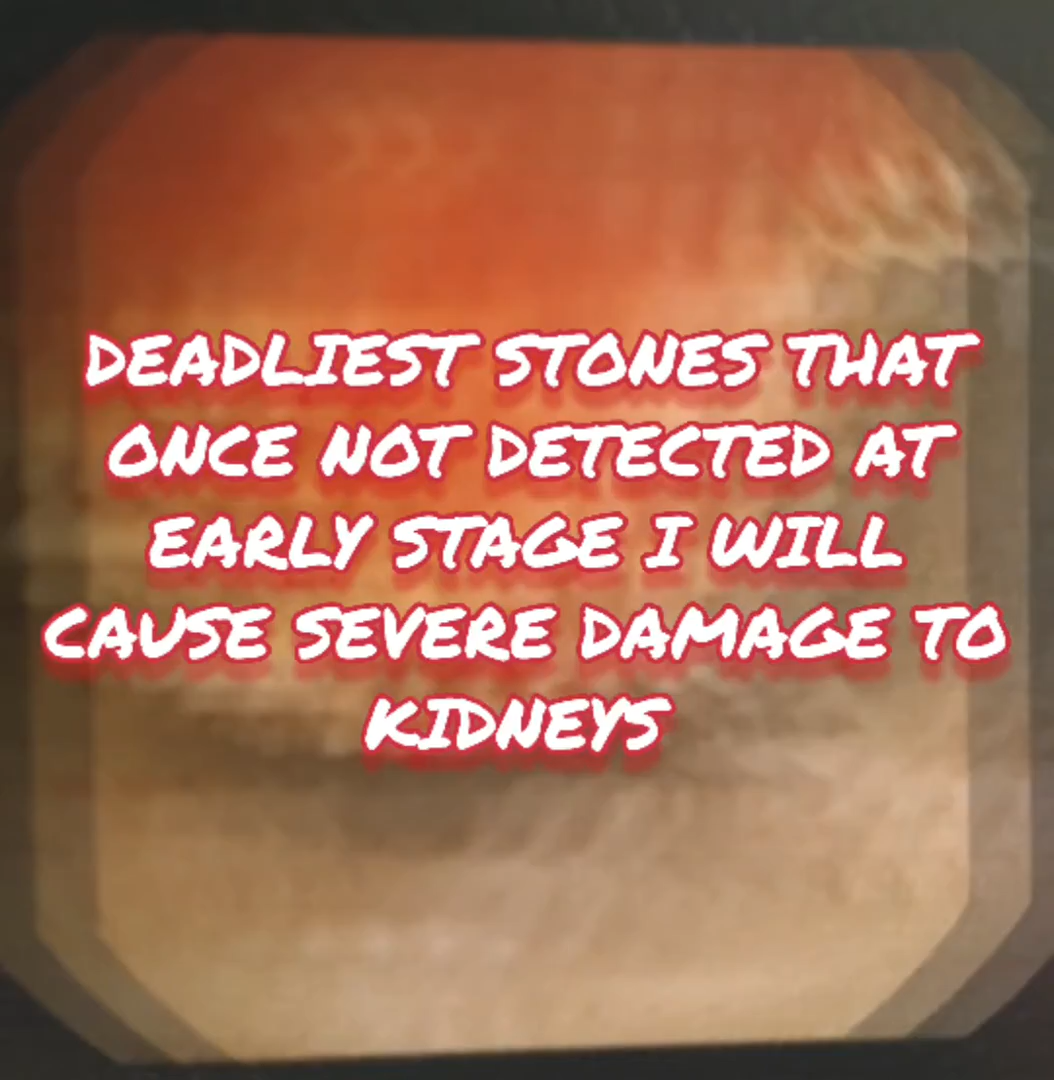 DEADLIEST STONES THAT
ONCE NOT DETECTED AT
EARLY STAGE I WILL
CAUSE SEVERE DAMAGE TO
KIDNEYS